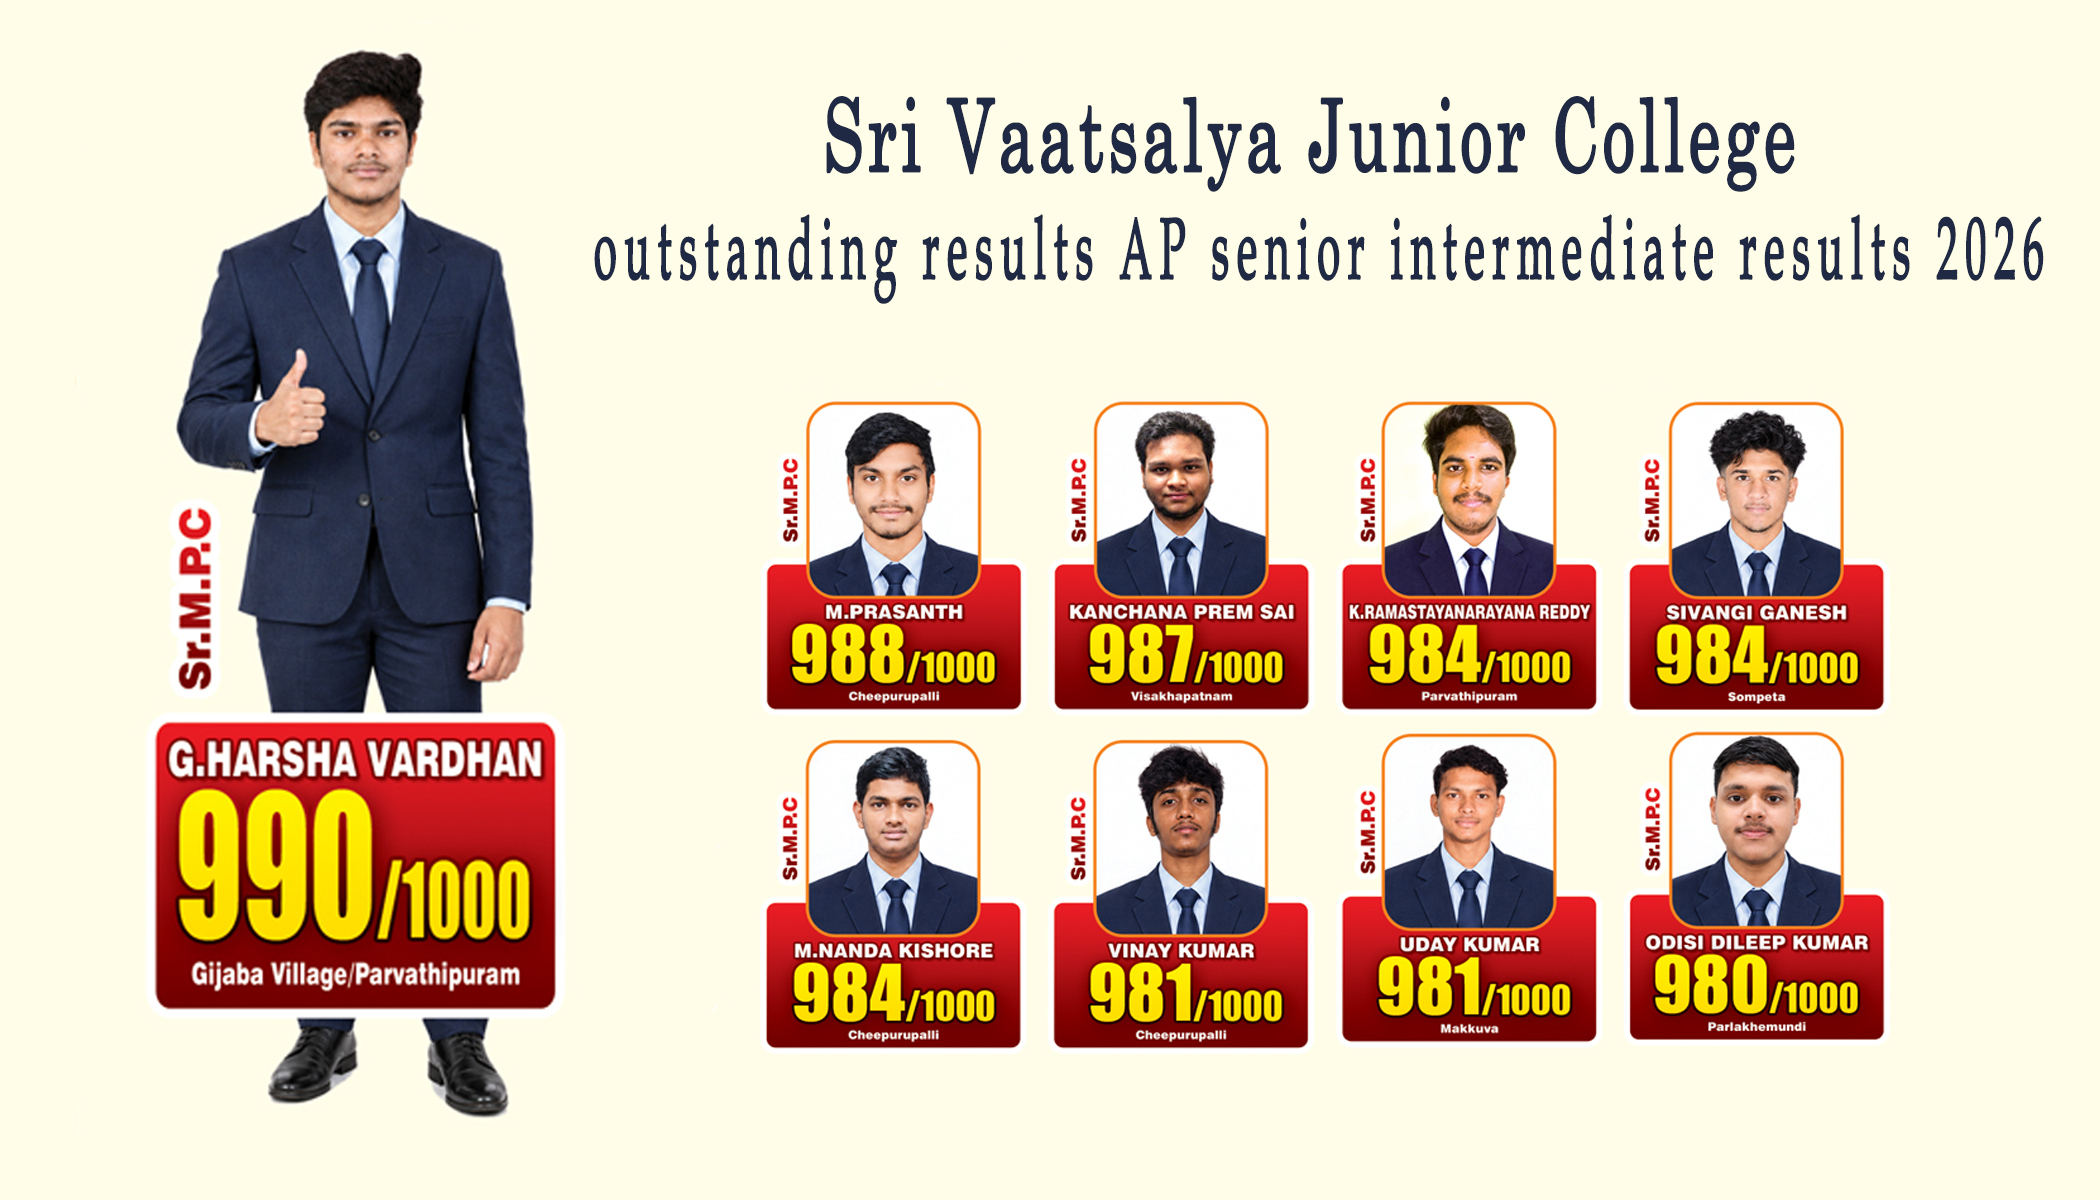 Sri Vaatsalya Junior College
outstanding results AP senior intermediate results 2026
Sr.M.P.C
G.HARSHA VARDHAN
990/1000
Gijaba Village/Parvathipuram
Sr.M.P.C
M.PRASANTH
988/1000
Cheepurupalli
Sr.M.P.C
KANCHANA PREM SAI
987/1000
Visakhapatnam
Sr.M.P.C
K.RAMASTAYANARAYANA REDDY
984/1000
Parvathipuram
Sr.M.P.C
SIVANGI GANESH
984/1000
Sompeta
Sr.M.P.C
M.NANDA KISHORE
984/1000
Cheepurupalli
Sr.M.P.C
VINAY KUMAR
981/1000
Cheepurupalli
Sr.M.P.C
UDAY KUMAR
981/1000
Makkuva
Sr.M.P.C
ODISI DILEEP KUMAR
980/1000
Parlakhemundi